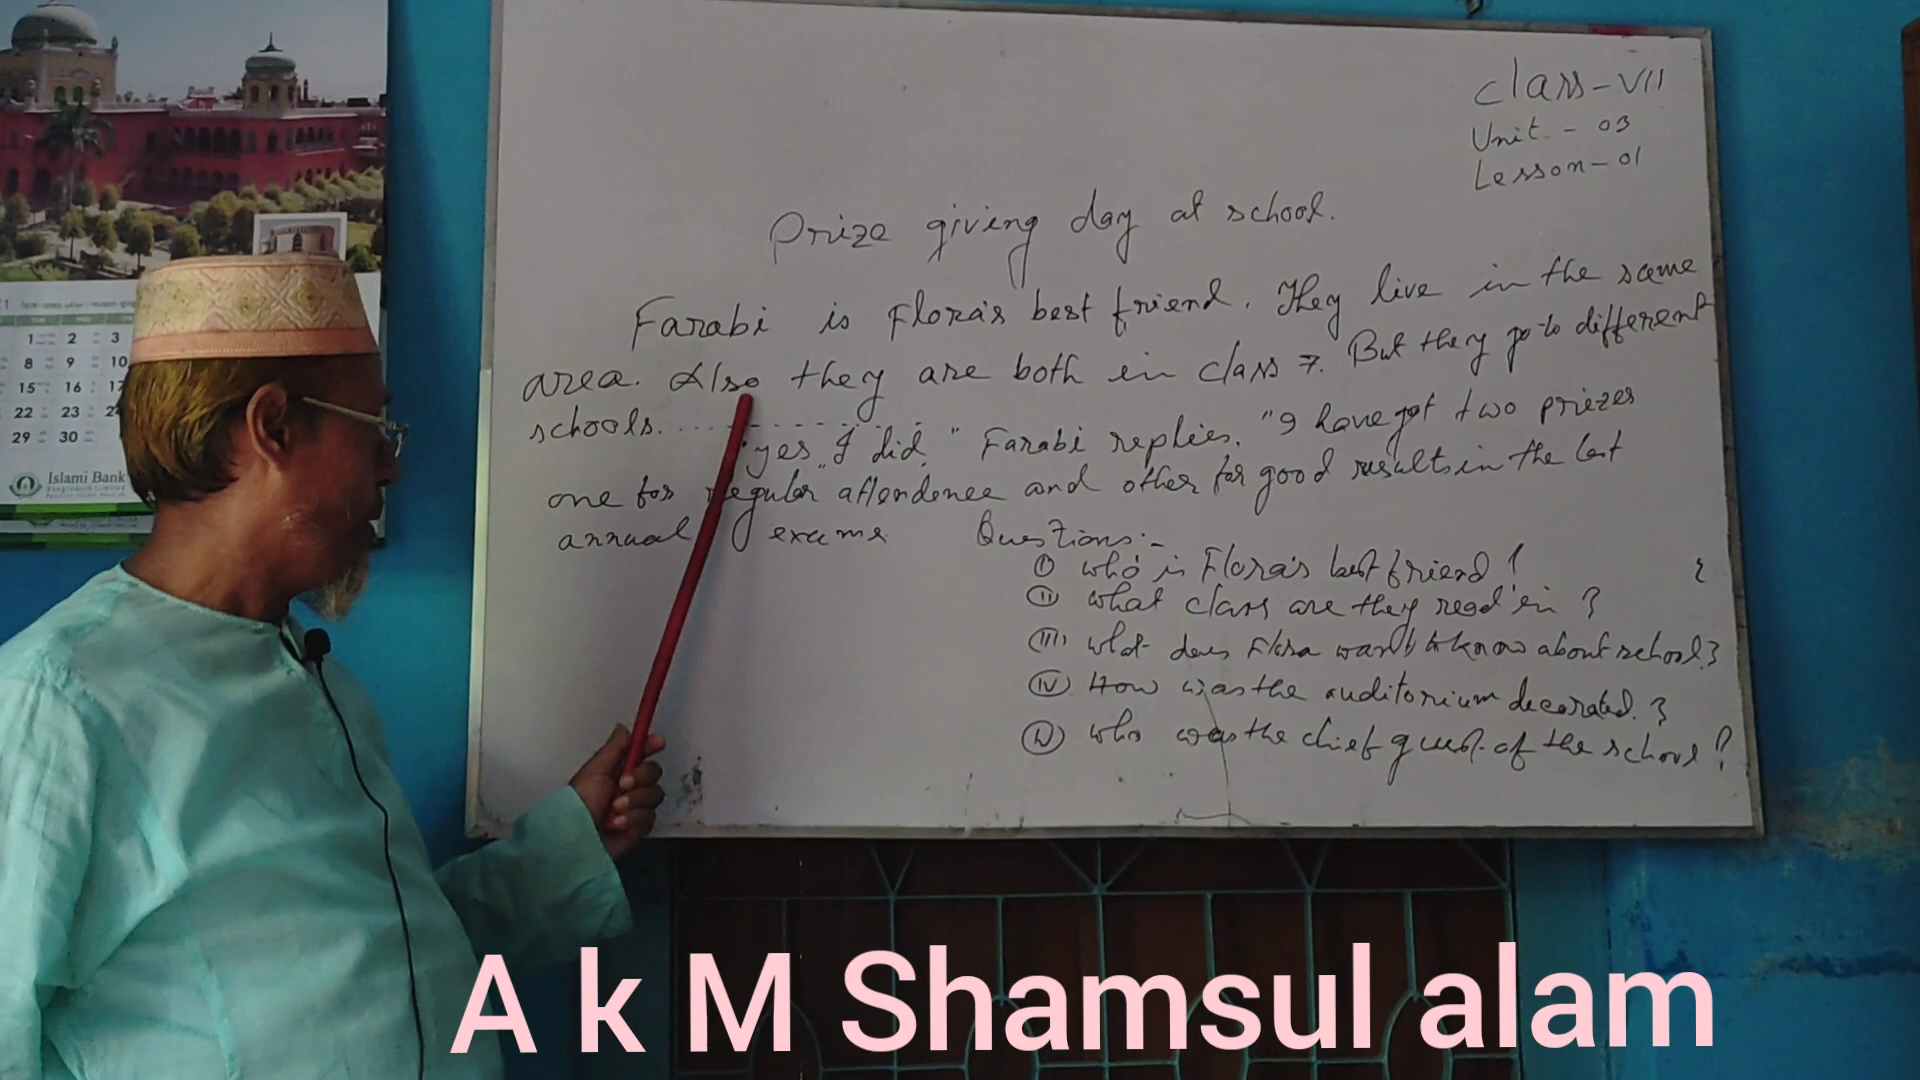 class-VII
Unit.-03
Lesson-01
Prize giving day at school.
Farabi is Flora's best friend. They live in the same
area. Also they are both in class 7. But they go to different
schools. ..........
"yes, I did," Farabi replies. "I have got two priezes
one for regular attendence and other for good results in the last
annual exams
Questions:-
(I) who is Flora's best friend?
(II) what class are they read in?
(III) what does Flora want to know about school?
(IV) How was the auditorium decorated.?
(V) who was the chief guest of the school?
1 2 3
8 9 10
15 16 17
22 23 24
29 30
Islami Bank
Bangladesh Limited
A k M Shamsul alam